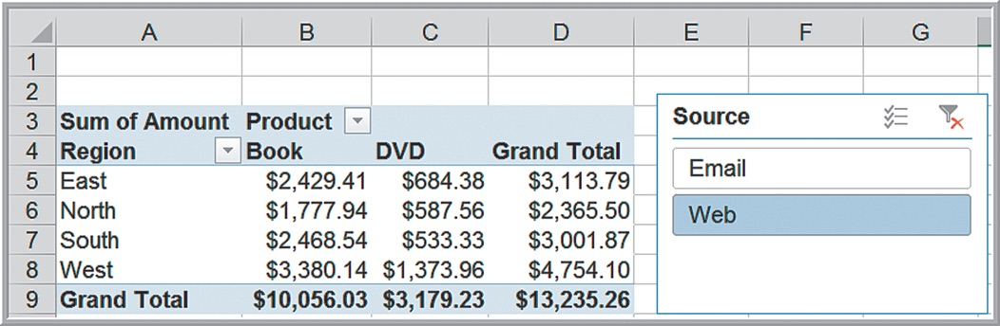 A B C D E F G
1
2
3 Sum of Amount Product Source
4 Region Book DVD Grand Total
5 East $2,429.41 $684.38 $3,113.79 Email
6 North $1,777.94 $587.56 $2,365.50 Web
7 South $2,468.54 $533.33 $3,001.87
8 West $3,380.14 $1,373.96 $4,754.10
9 Grand Total $10,056.03 $3,179.23 $13,235.26